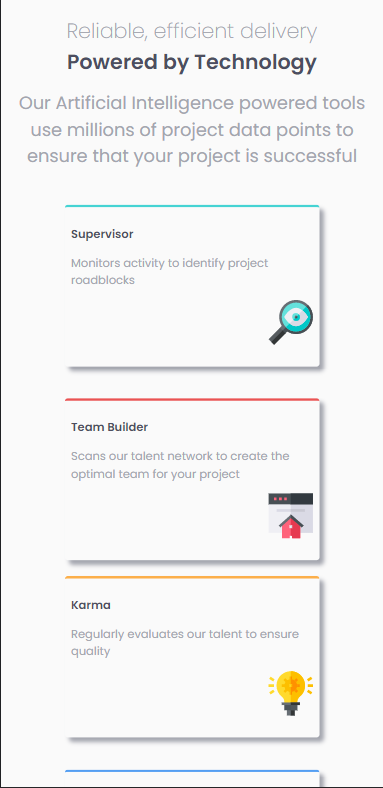 Reliable, efficient delivery
Powered by Technology
Our Artificial Intelligence powered tools
use millions of project data points to
ensure that your project is successful
Supervisor
Monitors activity to identify project
roadblocks
Team Builder
Scans our talent network to create the
optimal team for your project
Karma
Regularly evaluates our talent to ensure
quality